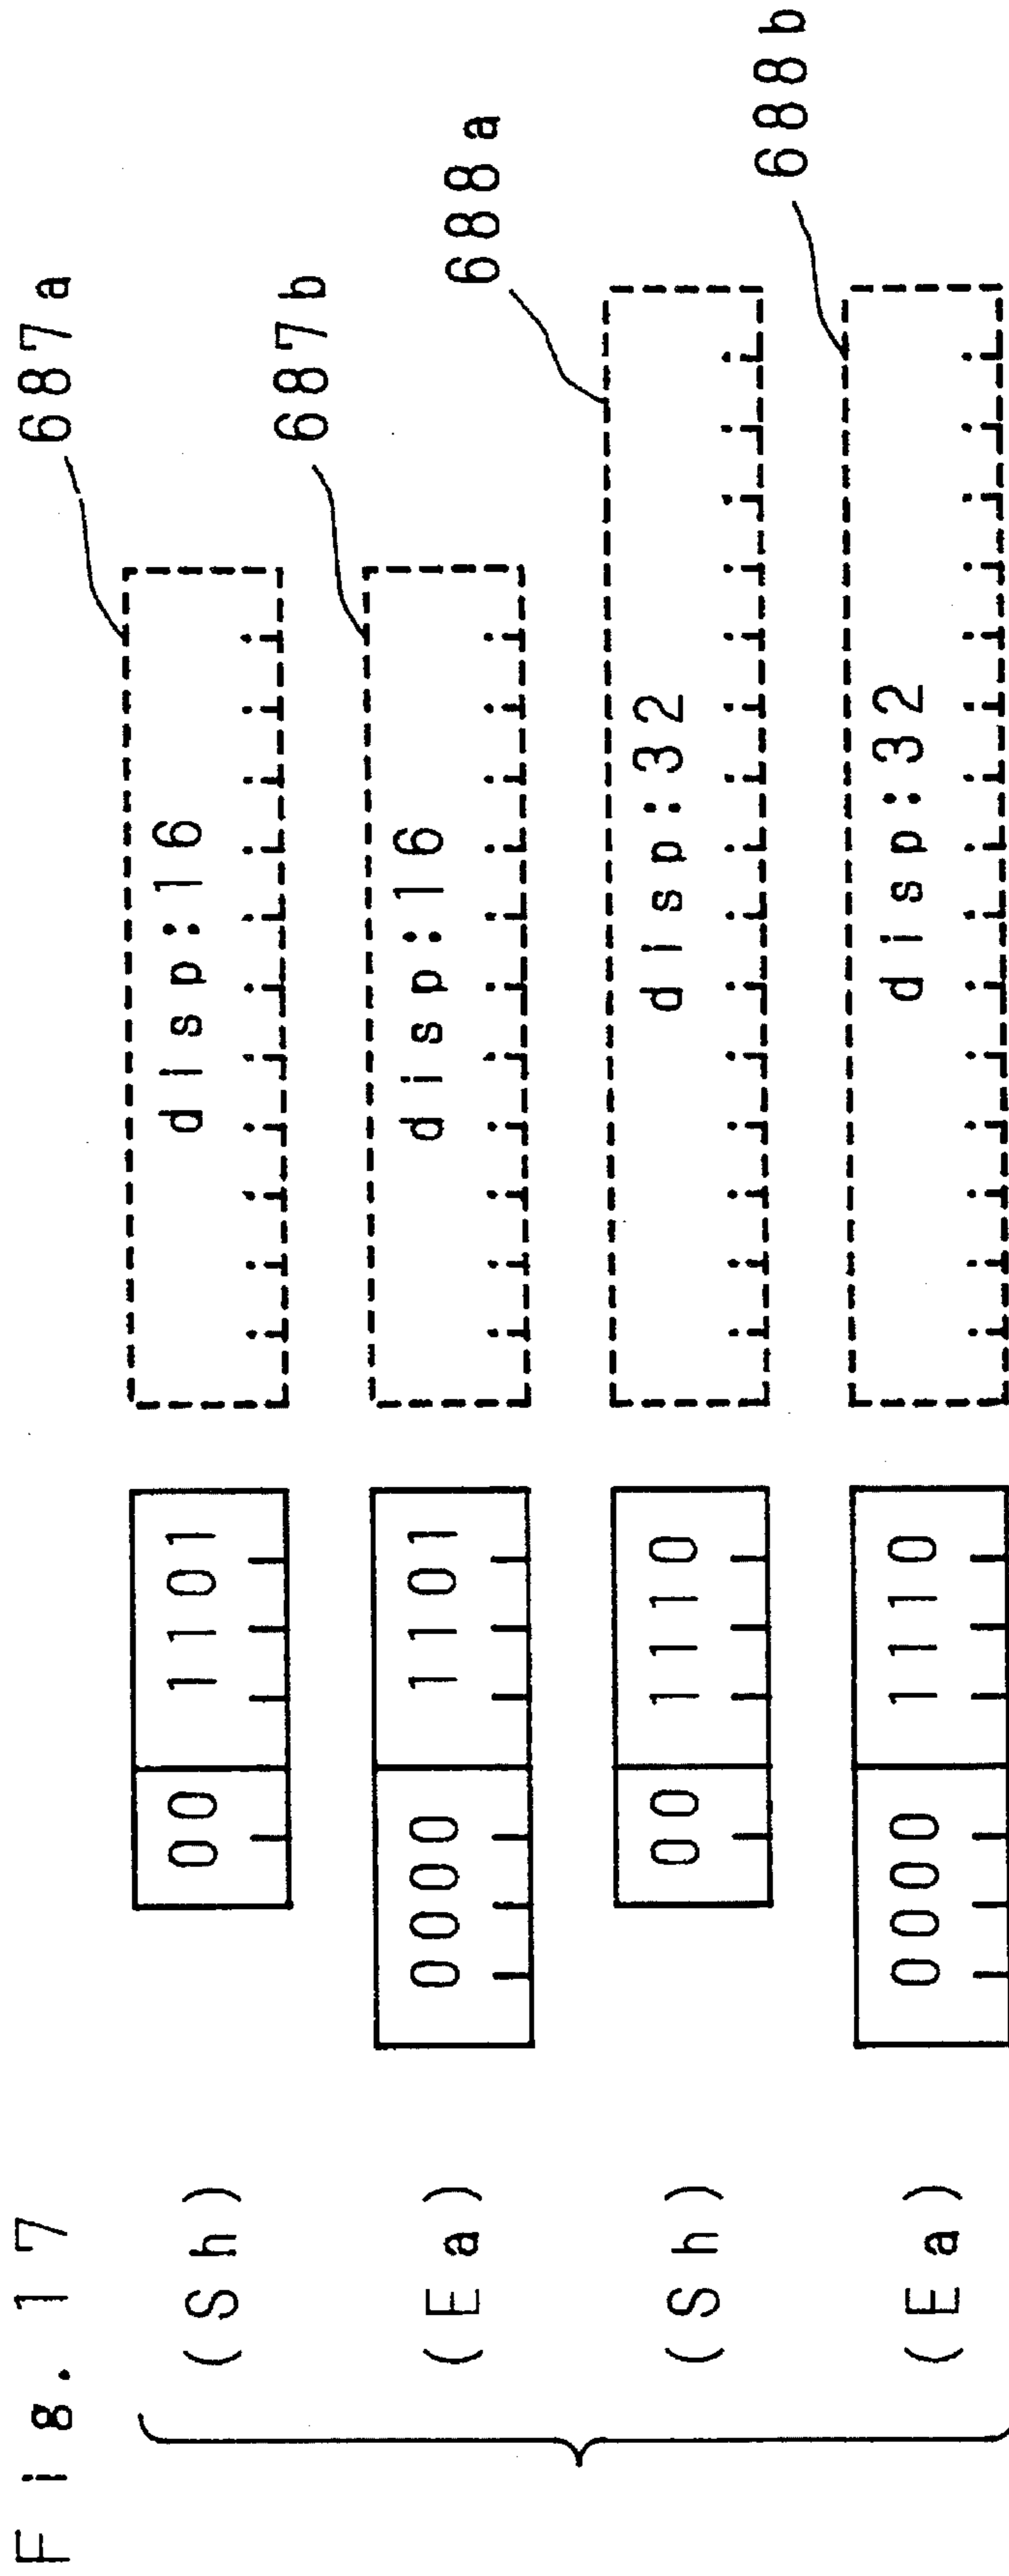 Fig. 17
(Sh) 00 1101 disp:16 687a
(Ea) 0000 1101 disp:16 687b
(Sh) 00 1110 disp:32 688a
(Ea) 0000 1110 disp:32 688b